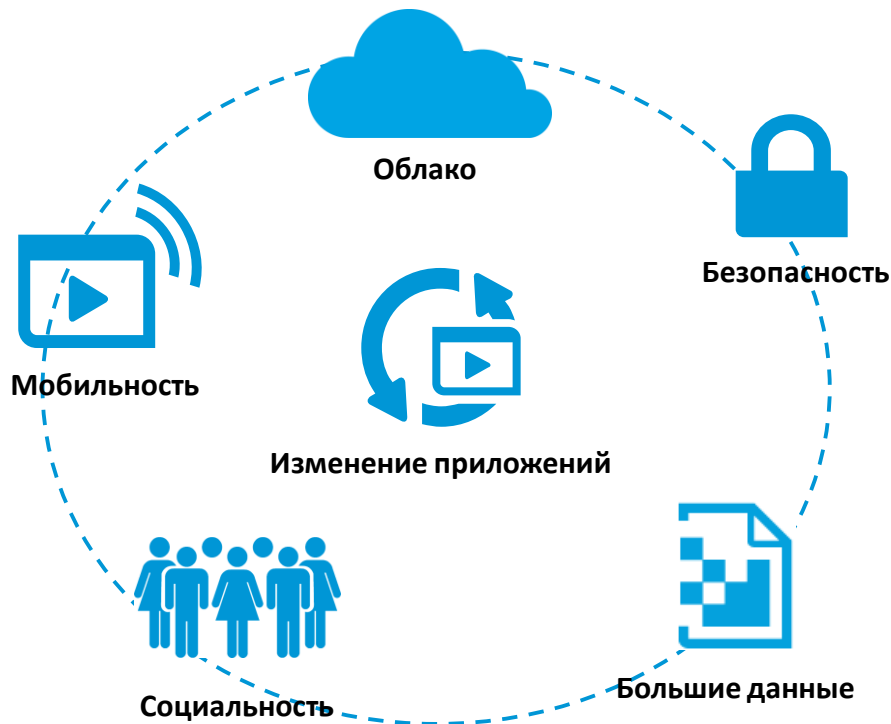 Облако
Безопасность
Мобильность
Изменение приложений
Большие данные
Социальность